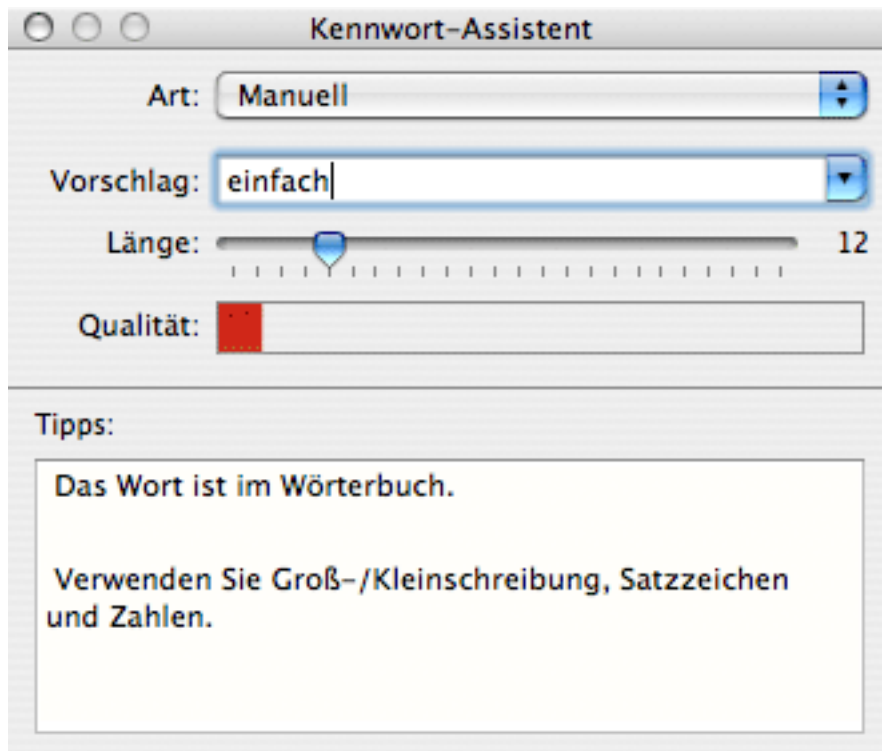 Kennwort-Assistent
Art: Manuell
Vorschlag: einfach
Länge: 12
Qualität:
Tipps:
Das Wort ist im Wörterbuch.
Verwenden Sie Groß-/Kleinschreibung, Satzzeichen
und Zahlen.